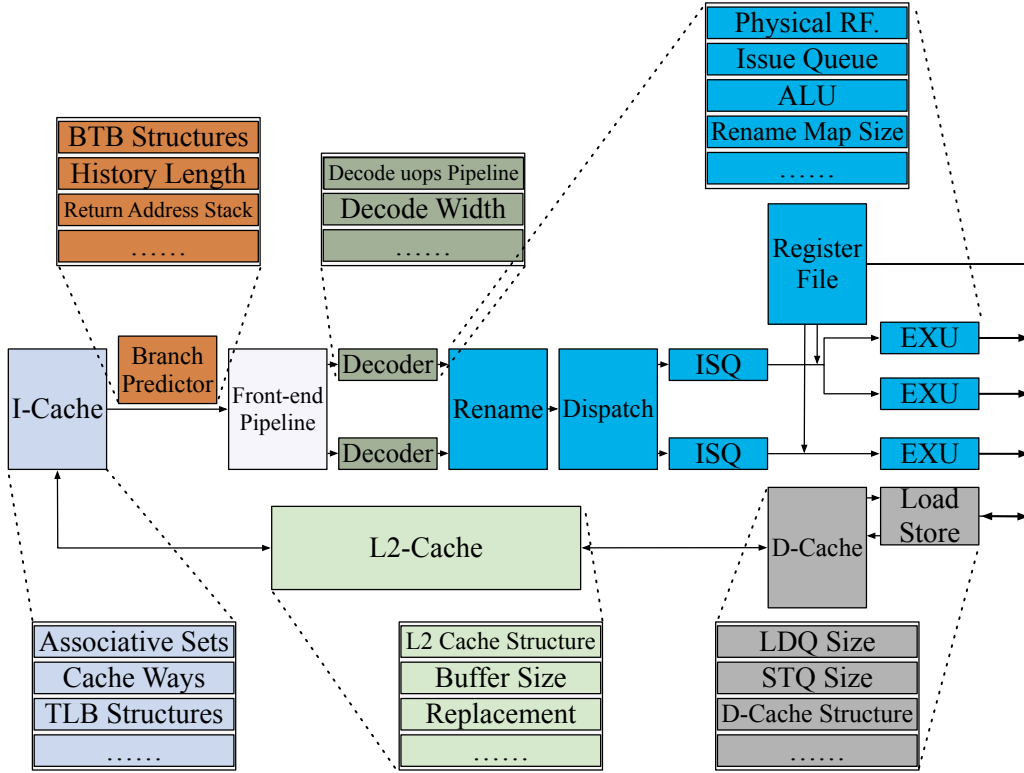 Physical RF.
Issue Queue
ALU
Rename Map Size
......
BTB Structures
History Length
Return Address Stack
......
Decode uops Pipeline
Decode Width
......
Register
File
I-Cache
Branch
Predictor
Front-end
Pipeline
Decoder
Decoder
Rename
Dispatch
ISQ
ISQ
EXU
EXU
EXU
L2-Cache
D-Cache
Load
Store
Associative Sets
Cache Ways
TLB Structures
......
L2 Cache Structure
Buffer Size
Replacement
......
LDQ Size
STQ Size
D-Cache Structure
......